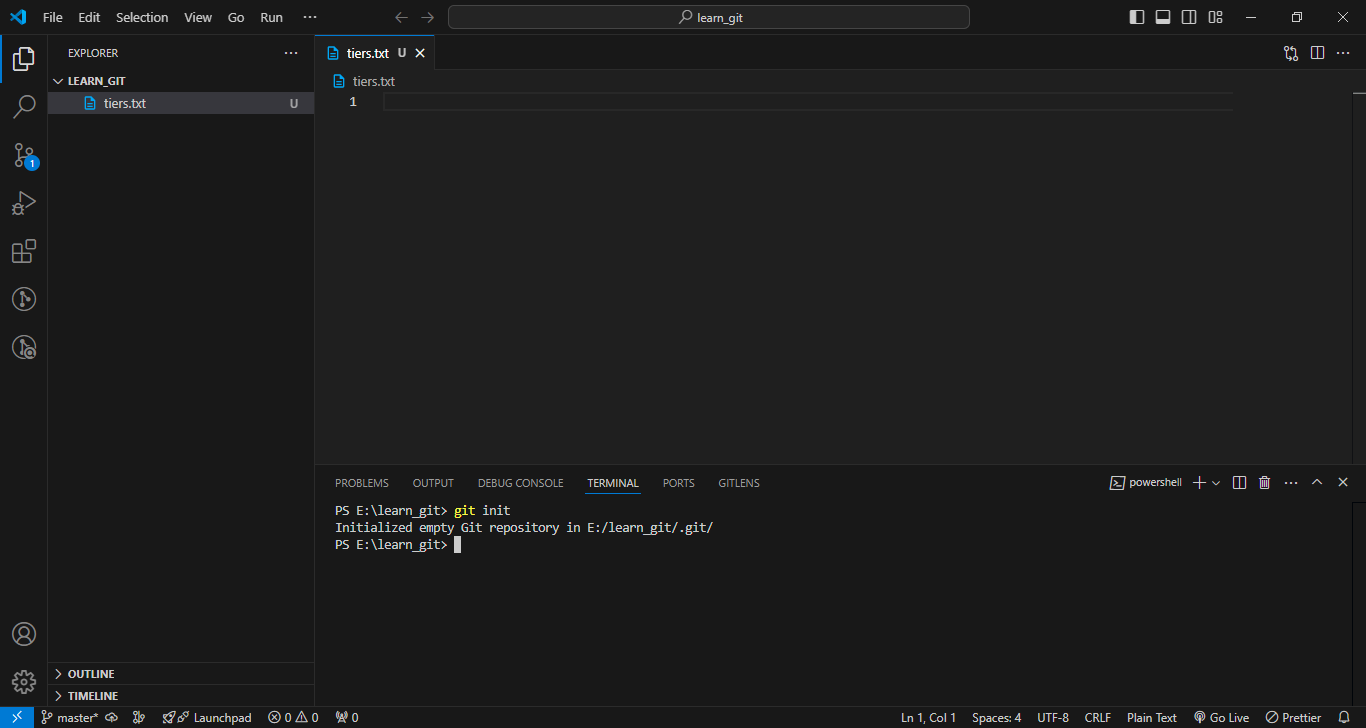 File Edit Selection View Go Run ···
learn_git
EXPLORER
LEARN_GIT
tiers.txt U
1
OUTLINE
TIMELINE
tiers.txt U
tiers.txt
1
PROBLEMS OUTPUT DEBUG CONSOLE TERMINAL PORTS GITLENS
powershell
PS E:\learn_git> git init
Initialized empty Git repository in E:/learn_git/.git/
PS E:\learn_git>
master* Launchpad 0 0 0
Ln 1, Col 1 Spaces: 4 UTF-8 CRLF Plain Text Go Live Prettier